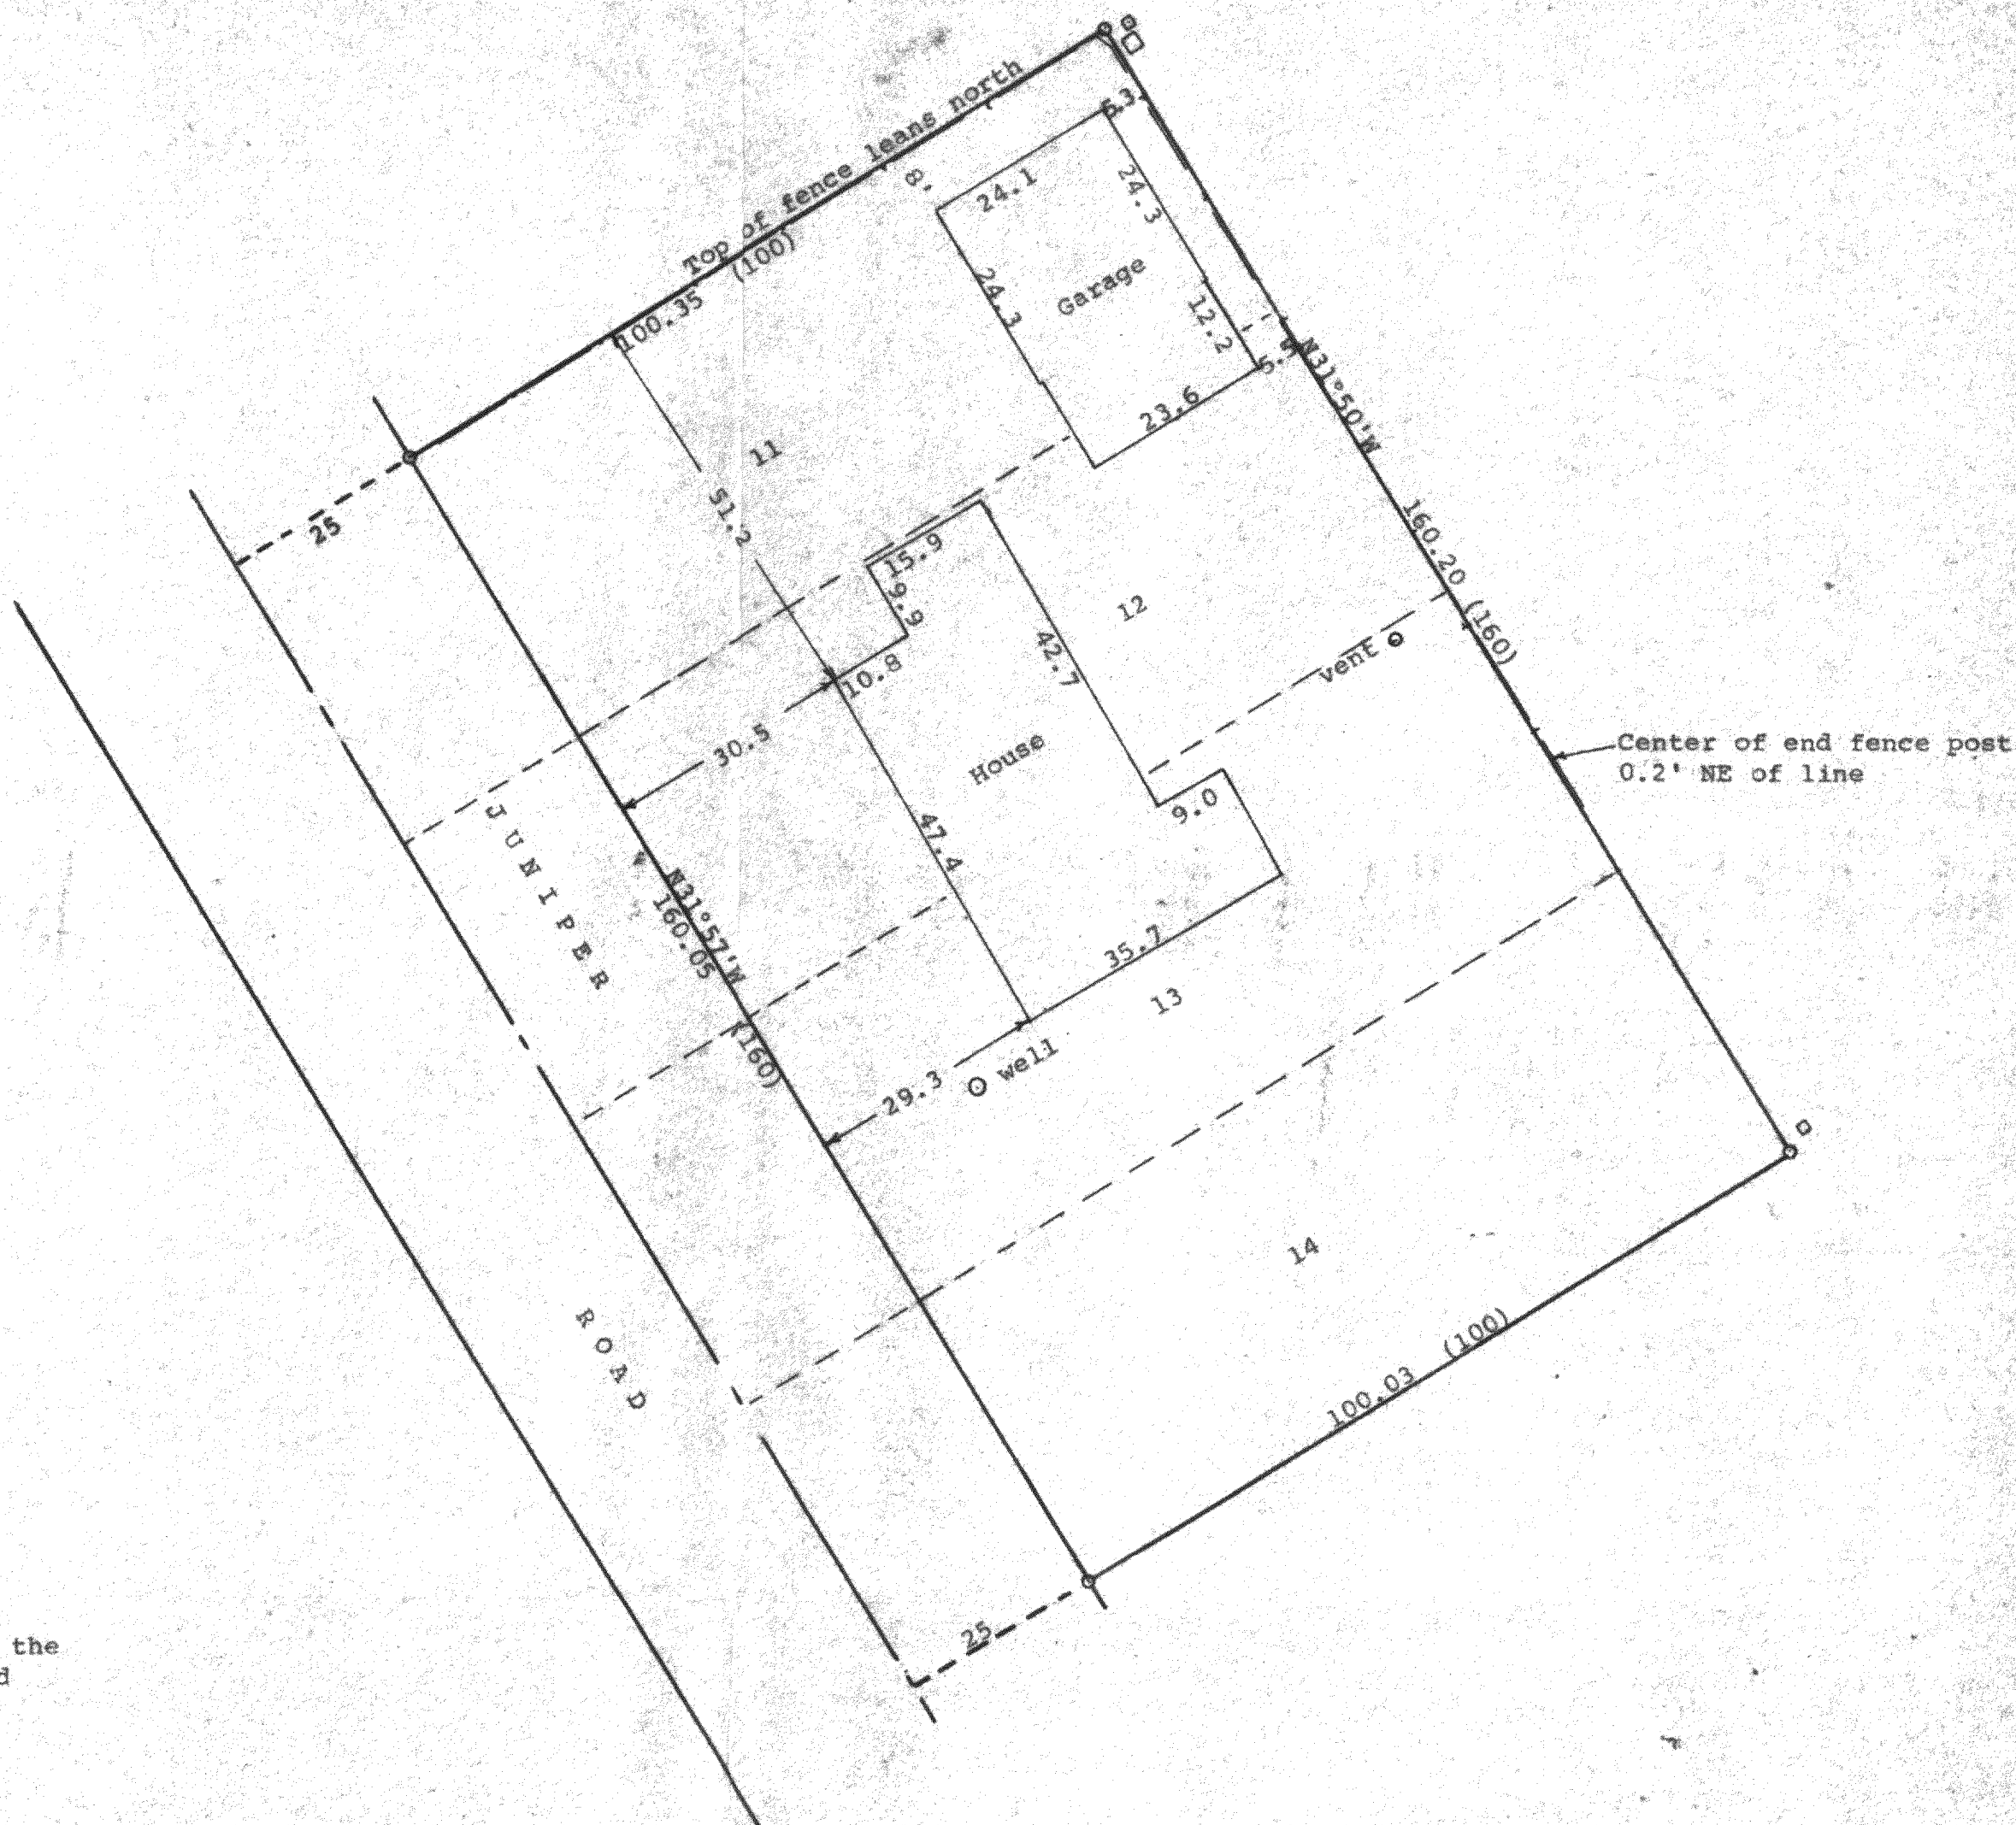 Top of fence leans north
(100)
100.35
8'
5.3
24.1
24.3
24.3
Garage
12.2
23.6
N31°50'W
11
25
51.2
15.9
9.9
10.8
42.7
12
160.20 (160)
vent
30.5
House
Center of end fence post
0.2' NE of line
9.0
47.4
JUNIPER
N31°57'W
160.05
(160)
35.7
13
well
29.3
14
ROAD
100.03 (100)
25
the